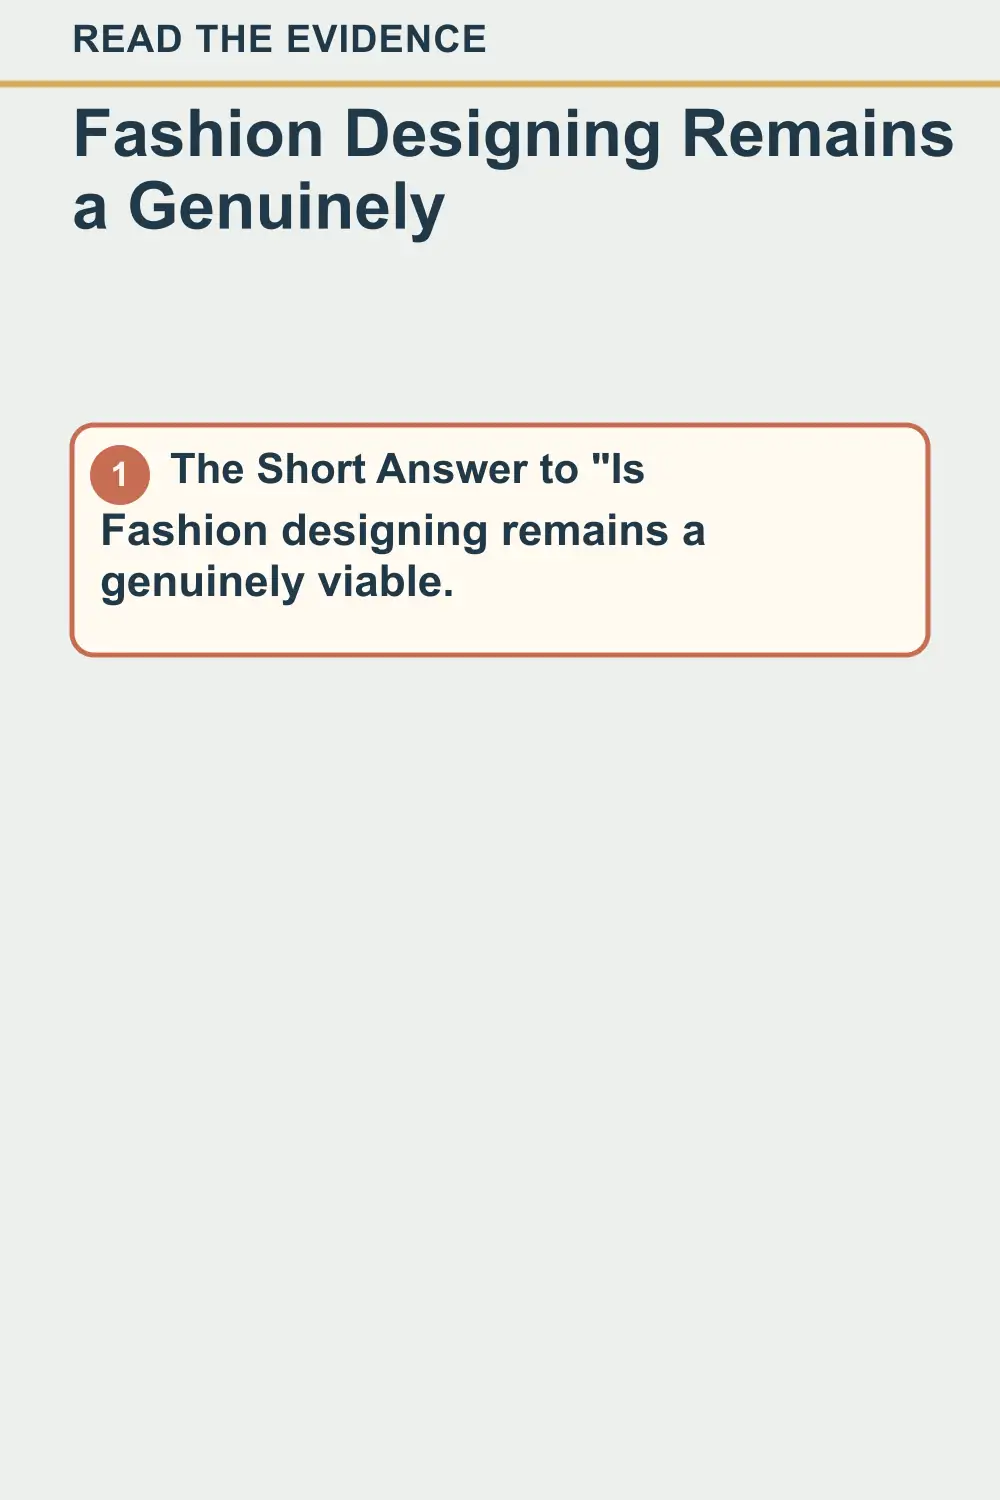 READ THE EVIDENCE
Fashion Designing Remains
a Genuinely
1 The Short Answer to "Is
Fashion designing remains a
genuinely viable.